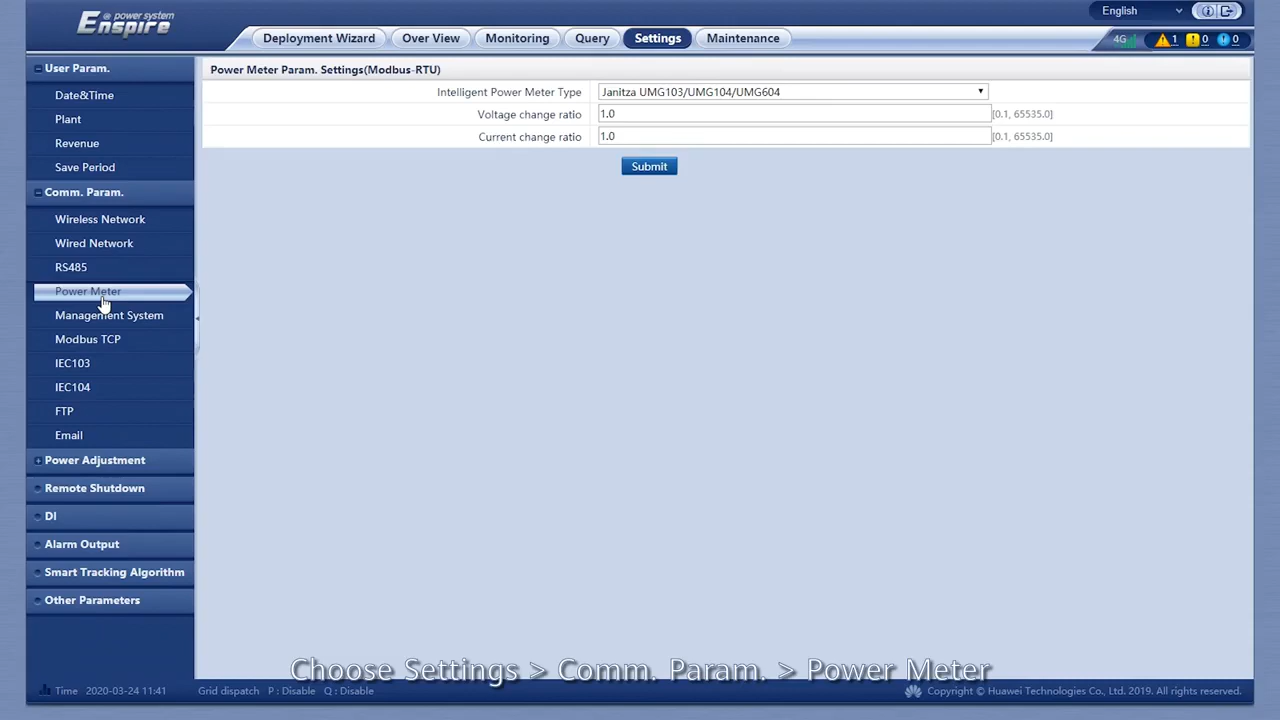 @ power system
Enspire
English
Deployment Wizard
Over View
Monitoring
Query
Settings
Maintenance
4G
1
0
0
User Param.
Date&Time
Plant
Revenue
Save Period
Comm. Param.
Wireless Network
Wired Network
RS485
Power Meter
Management System
Modbus TCP
IEC103
IEC104
FTP
Email
Power Adjustment
Remote Shutdown
DI
Alarm Output
Smart Tracking Algorithm
Other Parameters
Power Meter Param. Settings(Modbus-RTU)
Intelligent Power Meter Type Janitza UMG103/UMG104/UMG604
Voltage change ratio 1.0 [0.1, 65535.0]
Current change ratio 1.0 [0.1, 65535.0]
Submit
Choose Settings > Comm. Param. > Power Meter
Time 2020-03-24 11:41 Grid dispatch P : Disable Q : Disable
Copyright © Huawei Technologies Co., Ltd. 2019. All rights reserved.